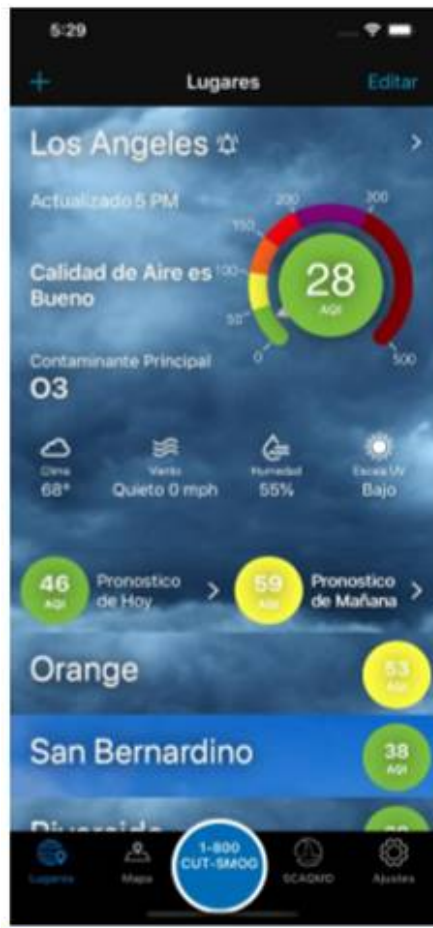 5:29
Lugares
Editar
Los Angeles
Actualizado 5 PM
Calidad de Aire es
Bueno
Contaminante Principal
O3
0
50
100
150
200
300
500
28
AQI
Clima
68°
Viento
Quieto 0 mph
Humedad
55%
Escala UV
Bajo
46
AQI
Pronostico
de Hoy
59
AQI
Pronostico
de Mañana
Orange
53
AQI
San Bernardino
38
AQI
Riverside
Lugares
Mapa
1-800
CUT-SMOG
SCAQMD
Ajustes